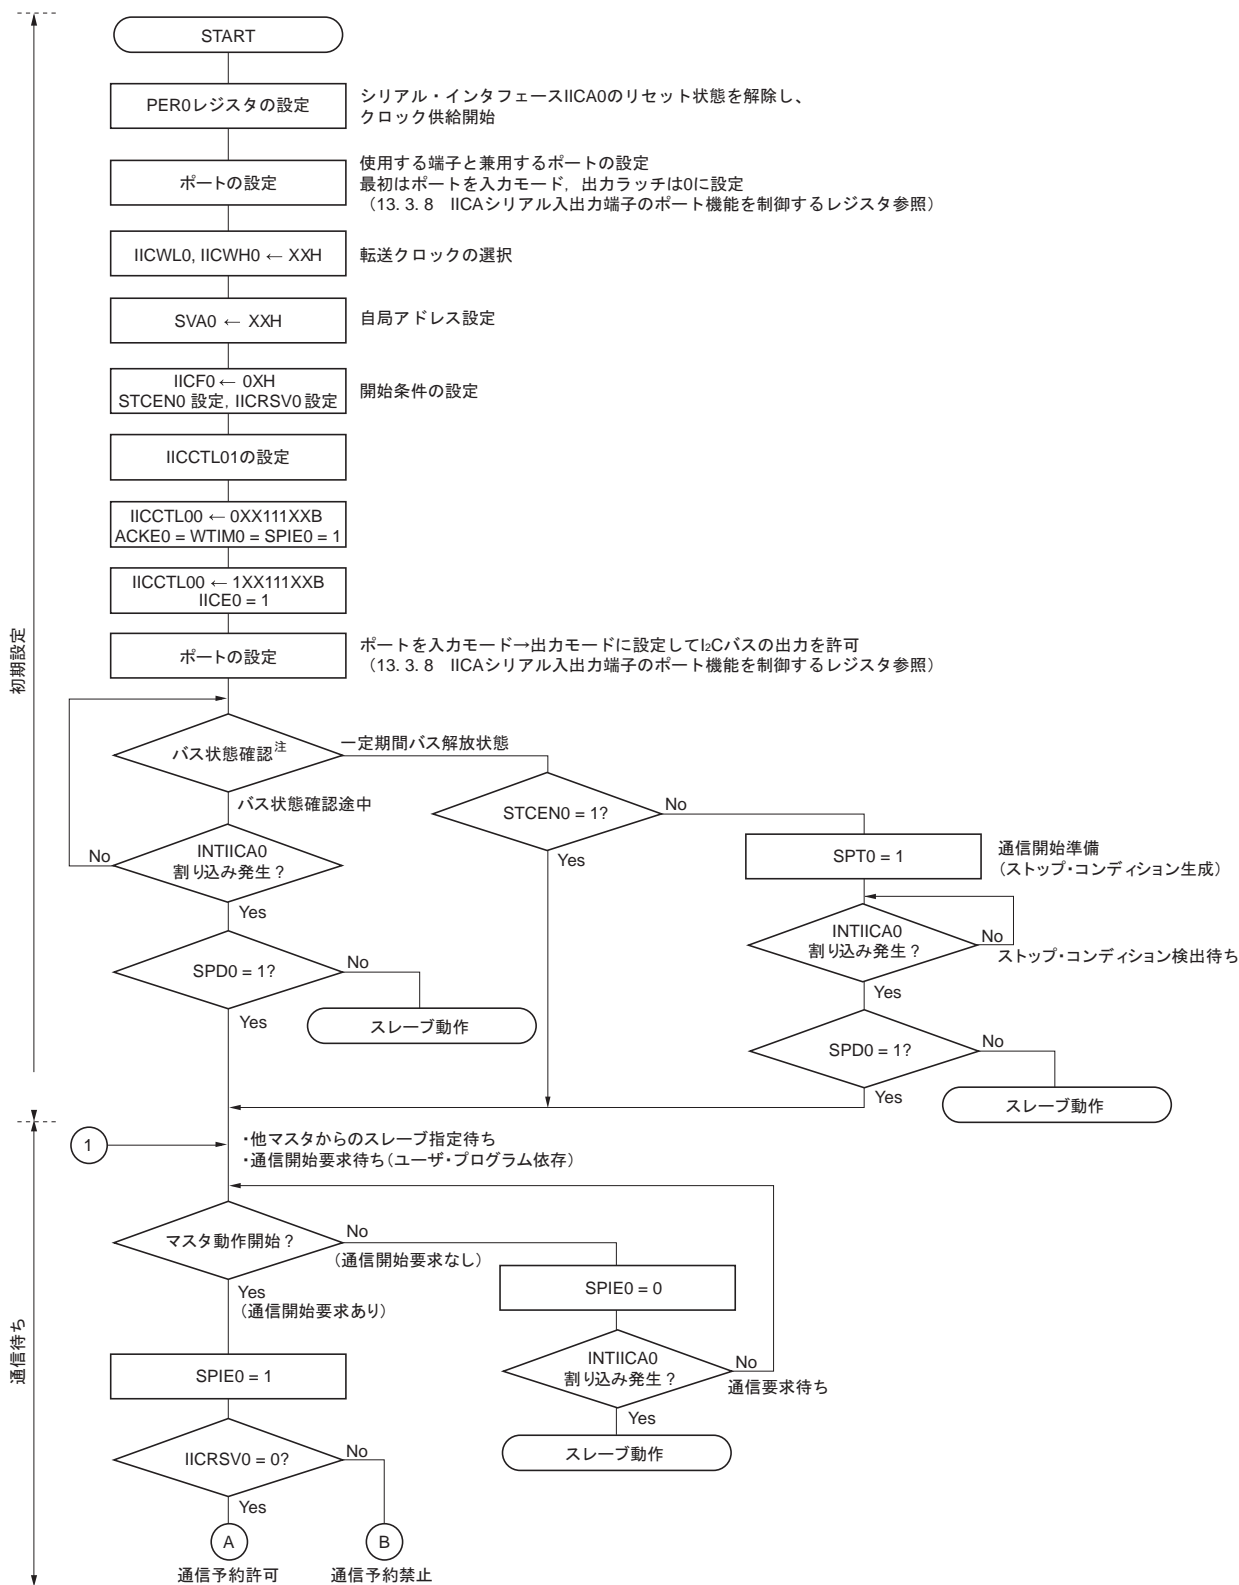 START
PER0レジスタの設定
シリアル・インタフェースIICA0のリセット状態を解除し、
クロック供給開始
ポートの設定
使用する端子と兼用するポートの設定
最初はポートを入力モード，出力ラッチは0に設定
（13. 3. 8　IICAシリアル入出力端子のポート機能を制御するレジスタ参照）
IICWL0, IICWH0 ← XXH
転送クロックの選択
SVA0 ← XXH
自局アドレス設定
IICF0 ← 0XH
STCEN0 設定, IICRSV0 設定
開始条件の設定
IICCTL01の設定
IICCTL00 ← 0XX111XXB
ACKE0 = WTIM0 = SPIE0 = 1
IICCTL00 ← 1XX111XXB
IICE0 = 1
ポートの設定
ポートを入力モード→出力モードに設定してI2Cバスの出力を許可
（13. 3. 8　IICAシリアル入出力端子のポート機能を制御するレジスタ参照）
初期設定
バス状態確認注
一定期間バス解放状態
バス状態確認途中
STCEN0 = 1?
No
Yes
INTIICA0
割り込み発生？
No
Yes
SPT0 = 1
通信開始準備
（ストップ・コンディション生成）
INTIICA0
割り込み発生？
No
ストップ・コンディション検出待ち
Yes
SPD0 = 1?
No
Yes
スレーブ動作
SPD0 = 1?
No
Yes
スレーブ動作
1
・他マスタからのスレーブ指定待ち
・通信開始要求待ち（ユーザ・プログラム依存）
マスタ動作開始？
No
（通信開始要求なし）
Yes
（通信開始要求あり）
SPIE0 = 0
INTIICA0
割り込み発生？
No
通信要求待ち
Yes
スレーブ動作
通信待ち
SPIE0 = 1
IICRSV0 = 0?
No
Yes
A
B
通信予約許可
通信予約禁止